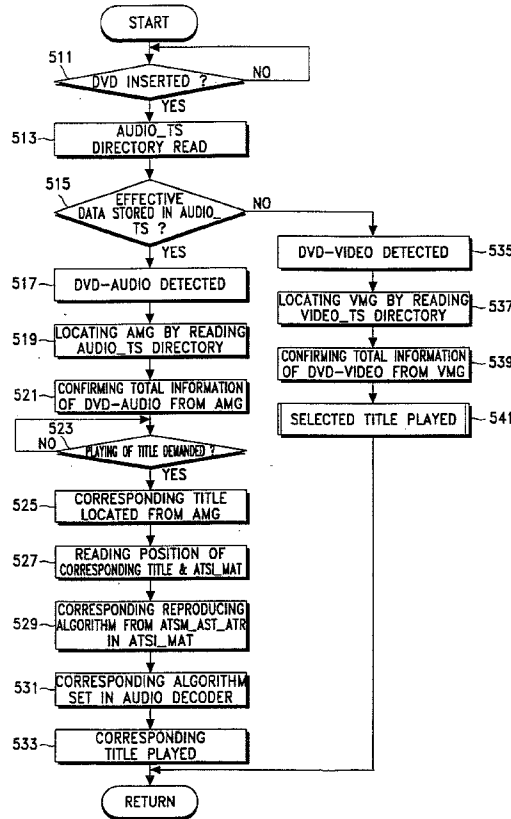 START
511
DVD INSERTED ?
NO
YES
513
AUDIO_TS
DIRECTORY READ
515
EFFECTIVE
DATA STORED IN AUDIO_
TS ?
NO
YES
517
DVD-AUDIO DETECTED
519
LOCATING AMG BY READING
AUDIO_TS DIRECTORY
521
CONFIRMING TOTAL INFORMATION
OF DVD-AUDIO FROM AMG
523
NO
PLAYING OF TITLE DEMANDED ?
YES
525
CORRESPONDING TITLE
LOCATED FROM AMG
527
READING POSITION OF
CORRESPONDING TITLE & ATSI_MAT
529
CORRESPONDING REPRODUCING
ALGORITHM FROM ATSM_AST_ATR
IN ATSI_MAT
531
CORRESPONDING ALGORITHM
SET IN AUDIO DECODER
533
CORRESPONDING
TITLE PLAYED
RETURN
DVD-VIDEO DETECTED
535
LOCATING VMG BY READING
VIDEO_TS DIRECTORY
537
CONFIRMING TOTAL INFORMATION
OF DVD-VIDEO FROM VMG
539
SELECTED TITLE PLAYED
541